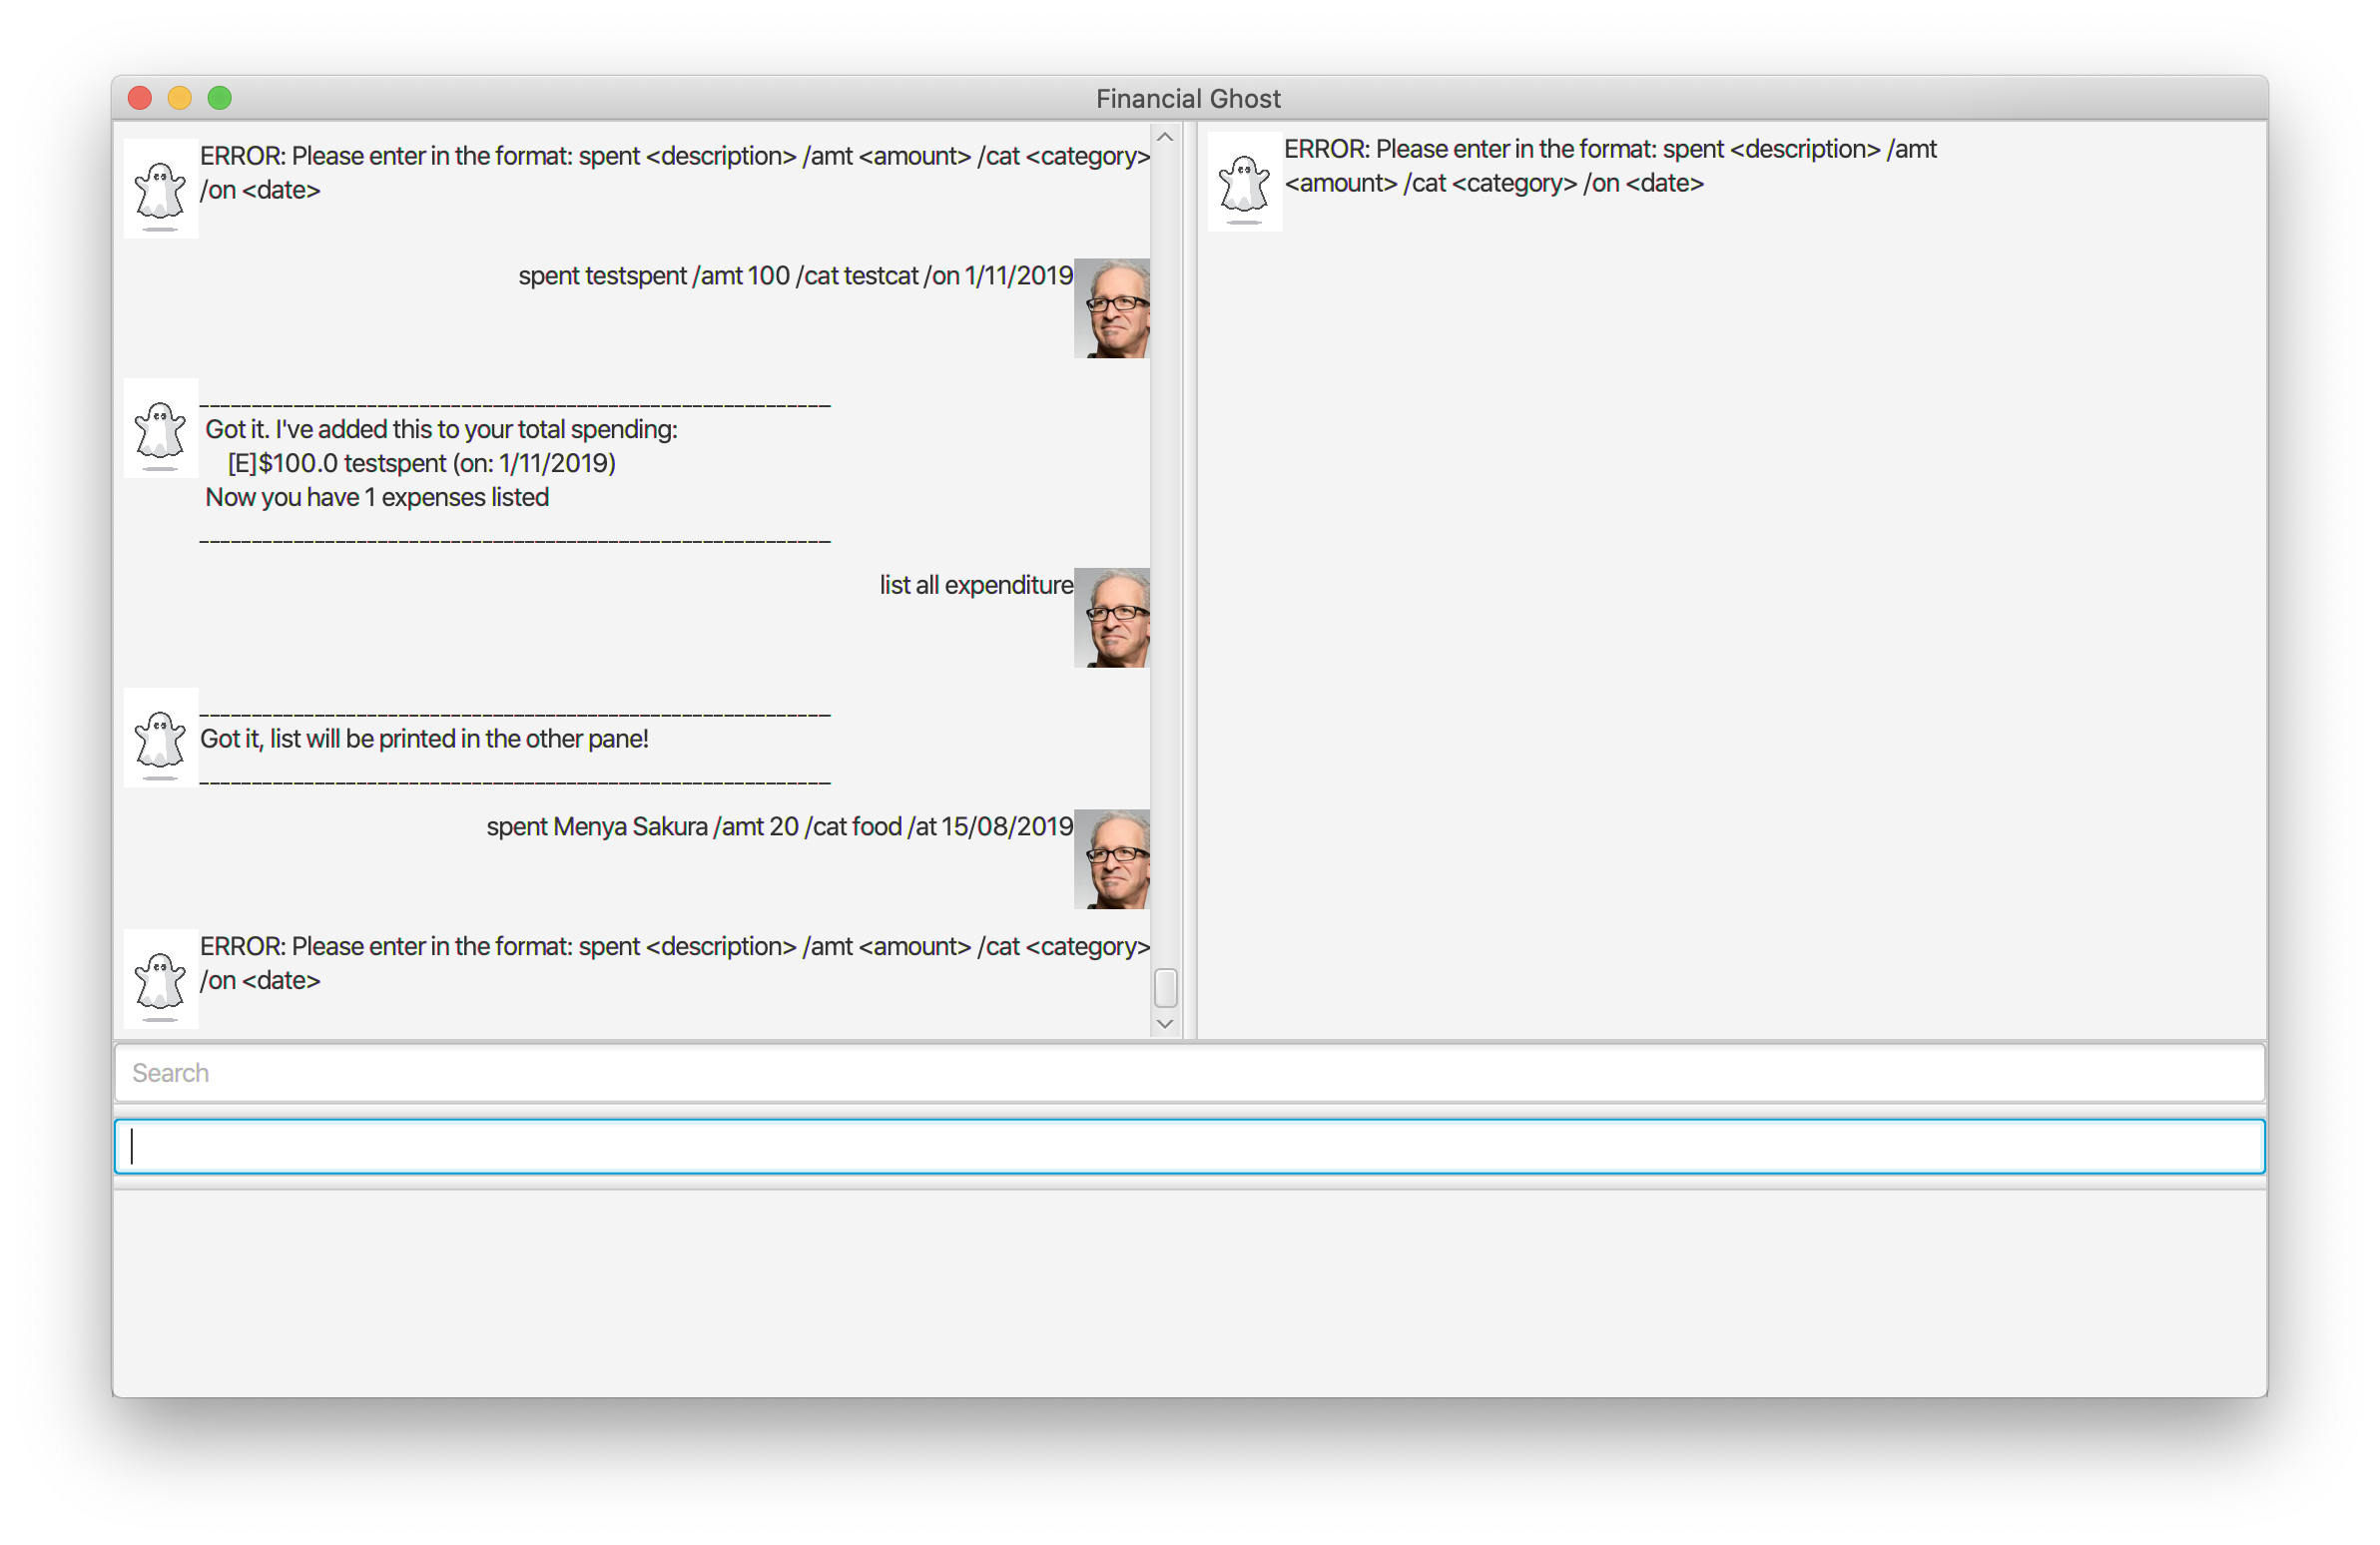 Financial Ghost
ERROR: Please enter in the format: spent <description> /amt <amount> /cat <category>
/on <date>
spent testspent /amt 100 /cat testcat /on 1/11/2019
____________________________________________________________
Got it. I've added this to your total spending:
[E]$100.0 testspent (on: 1/11/2019)
Now you have 1 expenses listed
____________________________________________________________
list all expenditure
____________________________________________________________
Got it, list will be printed in the other pane!
____________________________________________________________
spent Menya Sakura /amt 20 /cat food /at 15/08/2019
ERROR: Please enter in the format: spent <description> /amt <amount> /cat <category>
/on <date>
ERROR: Please enter in the format: spent <description> /amt
<amount> /cat <category> /on <date>
Search